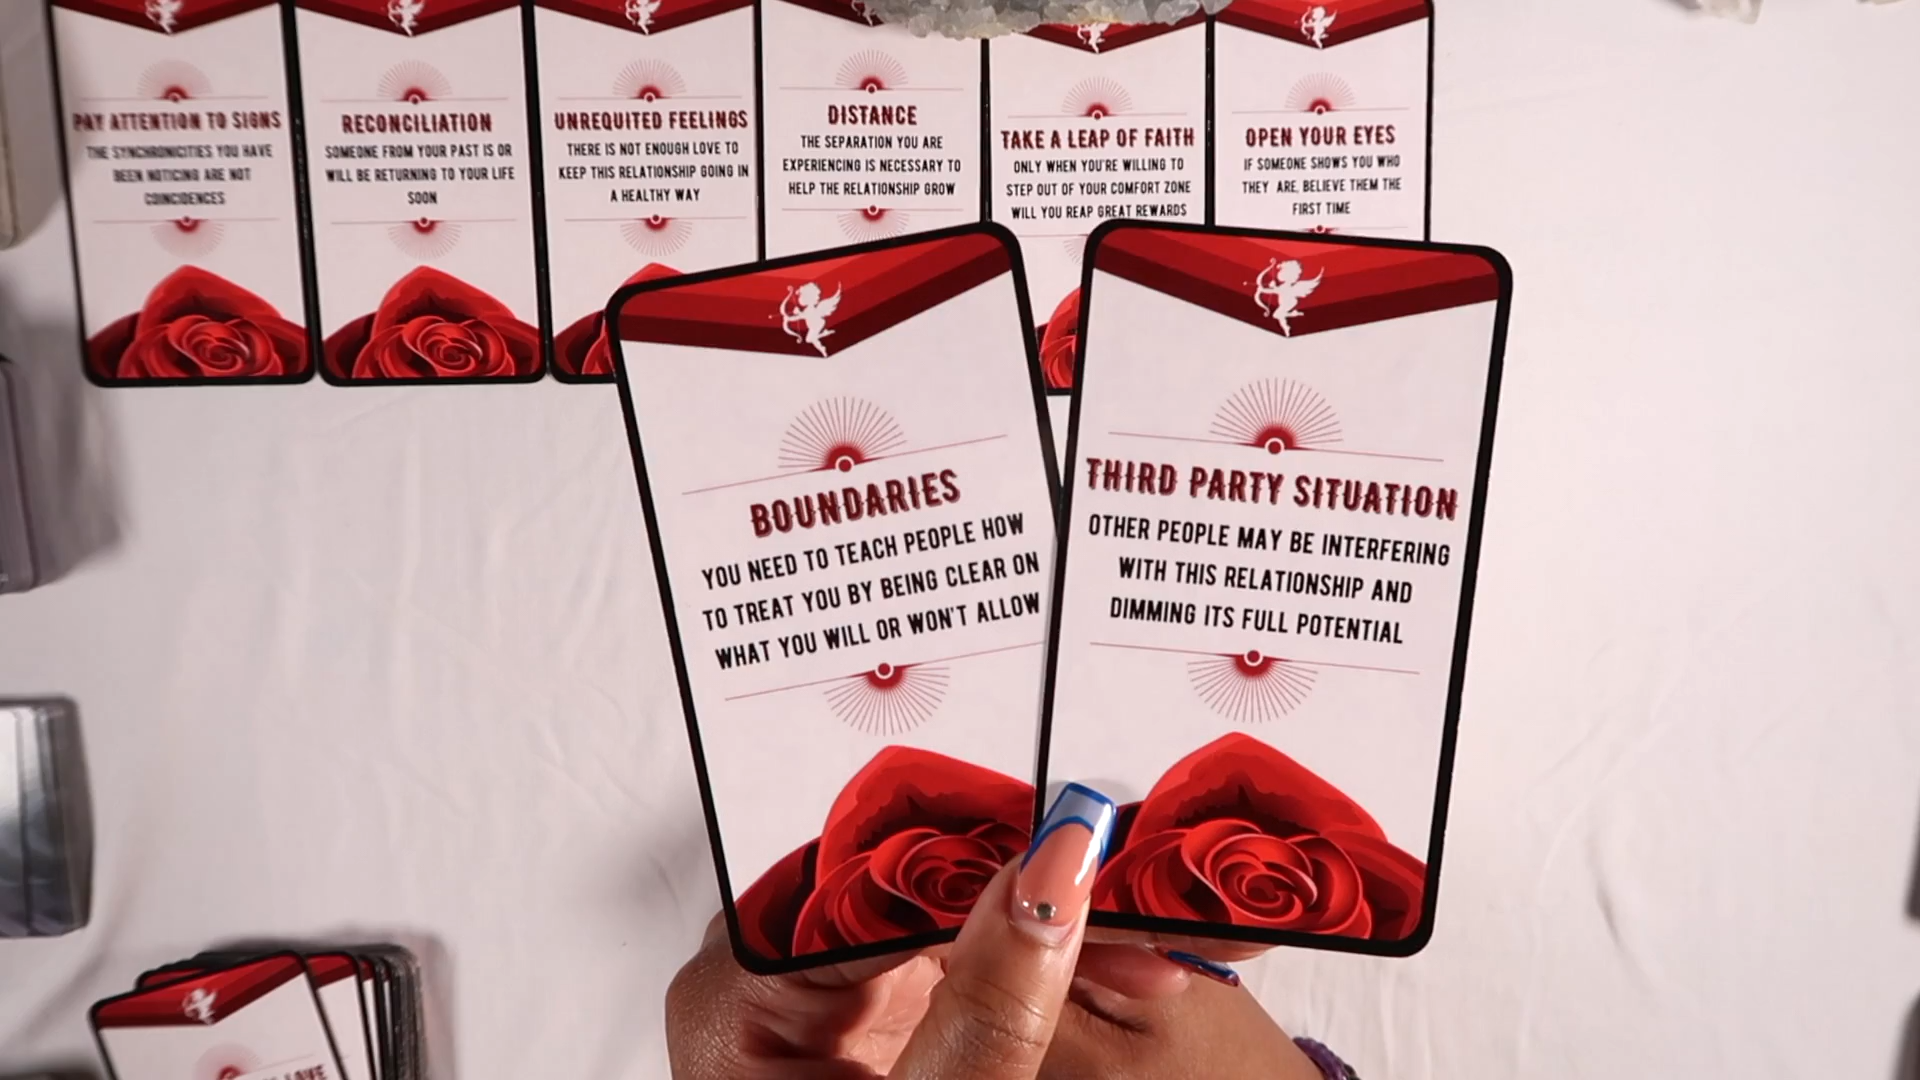 PAY ATTENTION TO SIGNS
THE SYNCHRONICITIES YOU HAVE
BEEN NOTICING ARE NOT
COINCIDENCES
RECONCILIATION
SOMEONE FROM YOUR PAST IS OR
WILL BE RETURNING TO YOUR LIFE
SOON
UNREQUITED FEELINGS
THERE IS NOT ENOUGH LOVE TO
KEEP THIS RELATIONSHIP GOING IN
A HEALTHY WAY
DISTANCE
THE SEPARATION YOU ARE
EXPERIENCING IS NECESSARY TO
HELP THE RELATIONSHIP GROW
TAKE A LEAP OF FAITH
ONLY WHEN YOU'RE WILLING TO
STEP OUT OF YOUR COMFORT ZONE
WILL YOU REAP GREAT REWARDS
OPEN YOUR EYES
IF SOMEONE SHOWS YOU WHO
THEY ARE, BELIEVE THEM THE
FIRST TIME
BOUNDARIES
YOU NEED TO TEACH PEOPLE HOW
TO TREAT YOU BY BEING CLEAR ON
WHAT YOU WILL OR WON'T ALLOW
THIRD PARTY SITUATION
OTHER PEOPLE MAY BE INTERFERING
WITH THIS RELATIONSHIP AND
DIMMING ITS FULL POTENTIAL
LOVE